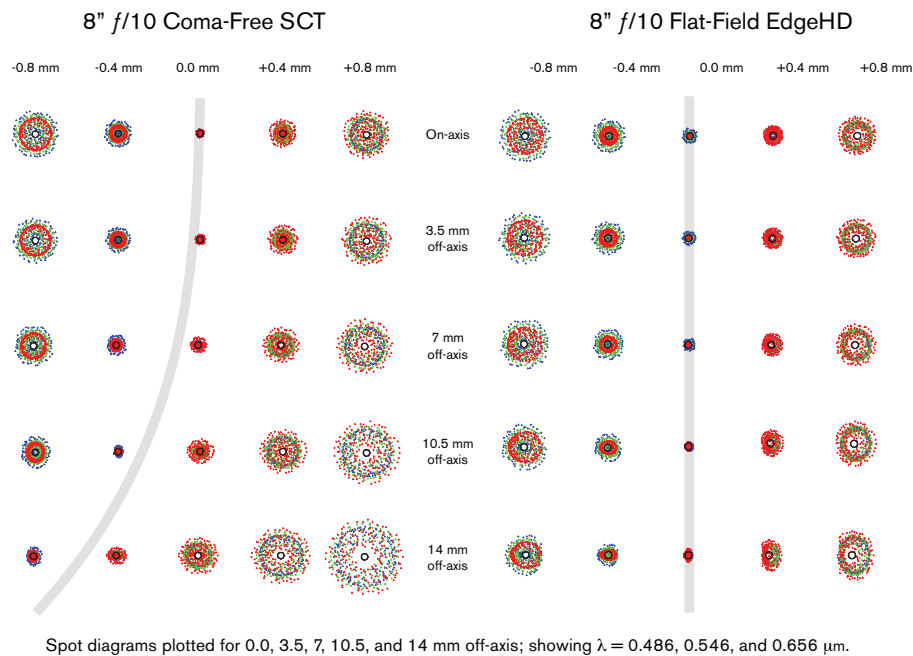 8” f/10 Coma-Free SCT
8” f/10 Flat-Field EdgeHD
-0.8 mm -0.4 mm 0.0 mm +0.4 mm +0.8 mm
-0.8 mm -0.4 mm 0.0 mm +0.4 mm +0.8 mm
On-axis
3.5 mm
off-axis
7 mm
off-axis
10.5 mm
off-axis
14 mm
off-axis
Spot diagrams plotted for 0.0, 3.5, 7, 10.5, and 14 mm off-axis; showing λ = 0.486, 0.546, and 0.656 μm.